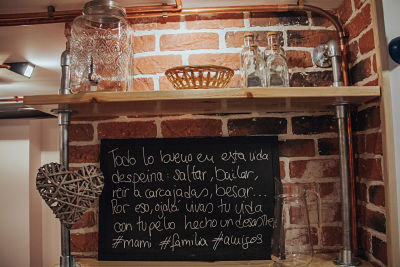 Todo lo bueno en esta vida
despeina: saltar, bailar,
reir a carcajadas, besar...
Por eso, ojalá vivas tu vida
con tu pelo hecho un desastre
#mami #familia #amigos